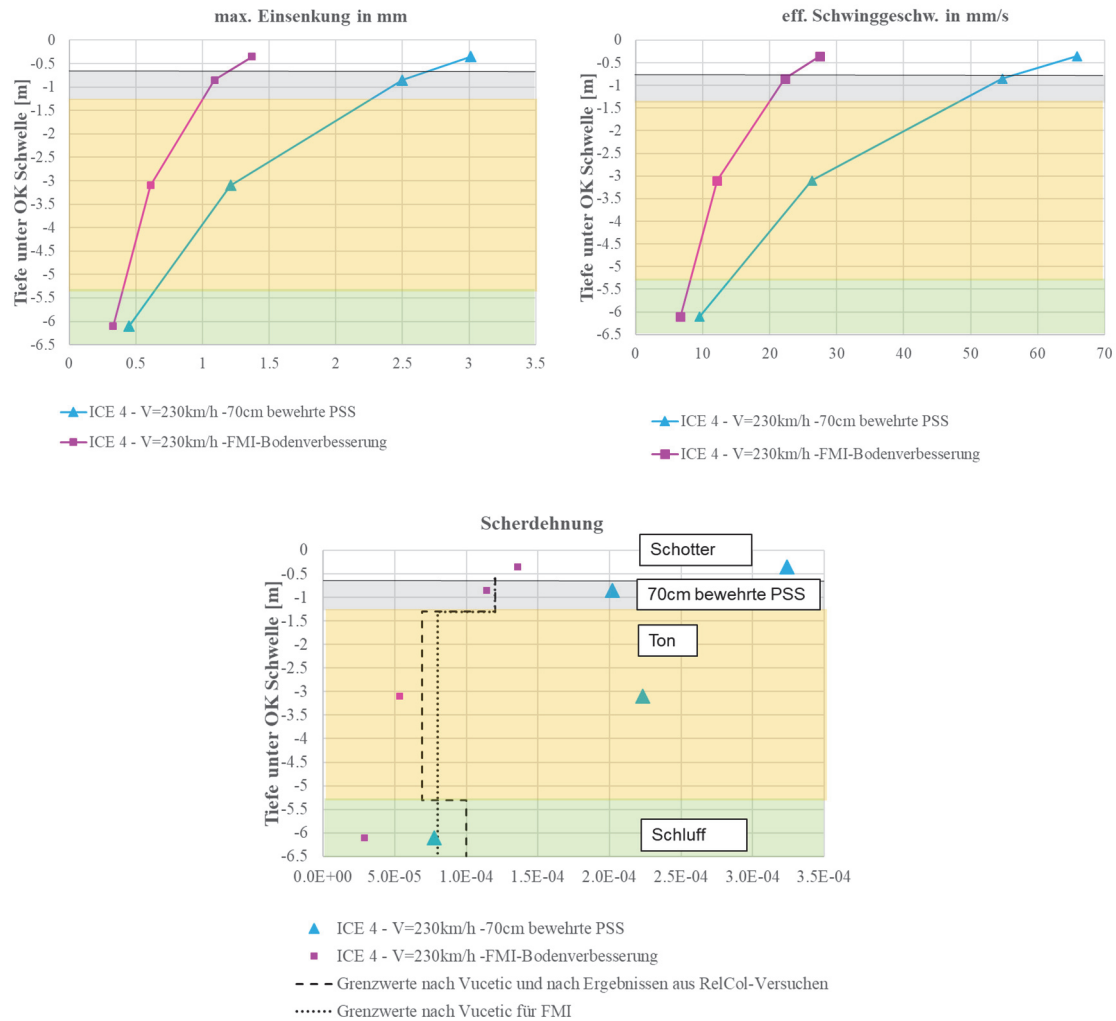 max. Einsenkung in mm
Tiefe unter OK Schwelle [m]
0
-0.5
-1
-1.5
-2
-2.5
-3
-3.5
-4
-4.5
-5
-5.5
-6
-6.5
0 0.5 1 1.5 2 2.5 3 3.5
ICE 4 - V=230km/h -70cm bewehrte PSS
ICE 4 - V=230km/h -FMI-Bodenverbesserung
eff. Schwinggeschw. in mm/s
Tiefe unter OK Schwelle [m]
0
-0.5
-1
-1.5
-2
-2.5
-3
-3.5
-4
-4.5
-5
-5.5
-6
-6.5
0 10 20 30 40 50 60 70
ICE 4 - V=230km/h -70cm bewehrte PSS
ICE 4 - V=230km/h -FMI-Bodenverbesserung
Scherdehnung
Tiefe unter OK Schwelle [m]
0
-0.5
-1
-1.5
-2
-2.5
-3
-3.5
-4
-4.5
-5
-5.5
-6
-6.5
Schotter
70cm bewehrte PSS
Ton
Schluff
0.0E+00 5.0E-05 1.0E-04 1.5E-04 2.0E-04 2.5E-04 3.0E-04 3.5E-04
ICE 4 - V=230km/h -70cm bewehrte PSS
ICE 4 - V=230km/h -FMI-Bodenverbesserung
Grenzwerte nach Vucetic und nach Ergebnissen aus RelCol-Versuchen
Grenzwerte nach Vucetic für FMI